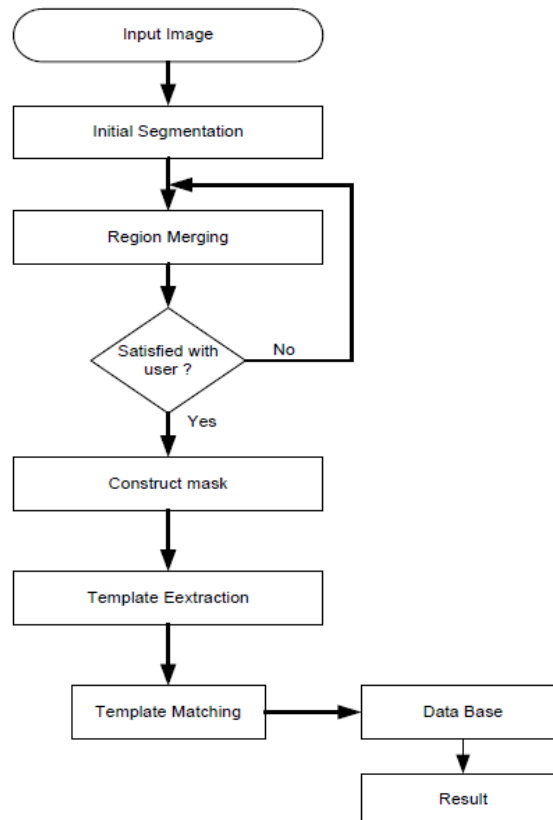 Input Image
Initial Segmentation
Region Merging
Satisfied with
user ?
No
Yes
Construct mask
Template Eextraction
Template Matching
Data Base
Result